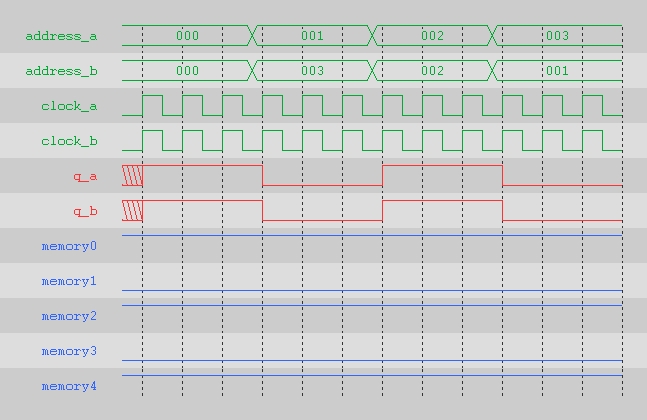 address_a 000 001 002 003
address_b 000 003 002 001
clock_a
clock_b
q_a
q_b
memory0
memory1
memory2
memory3
memory4